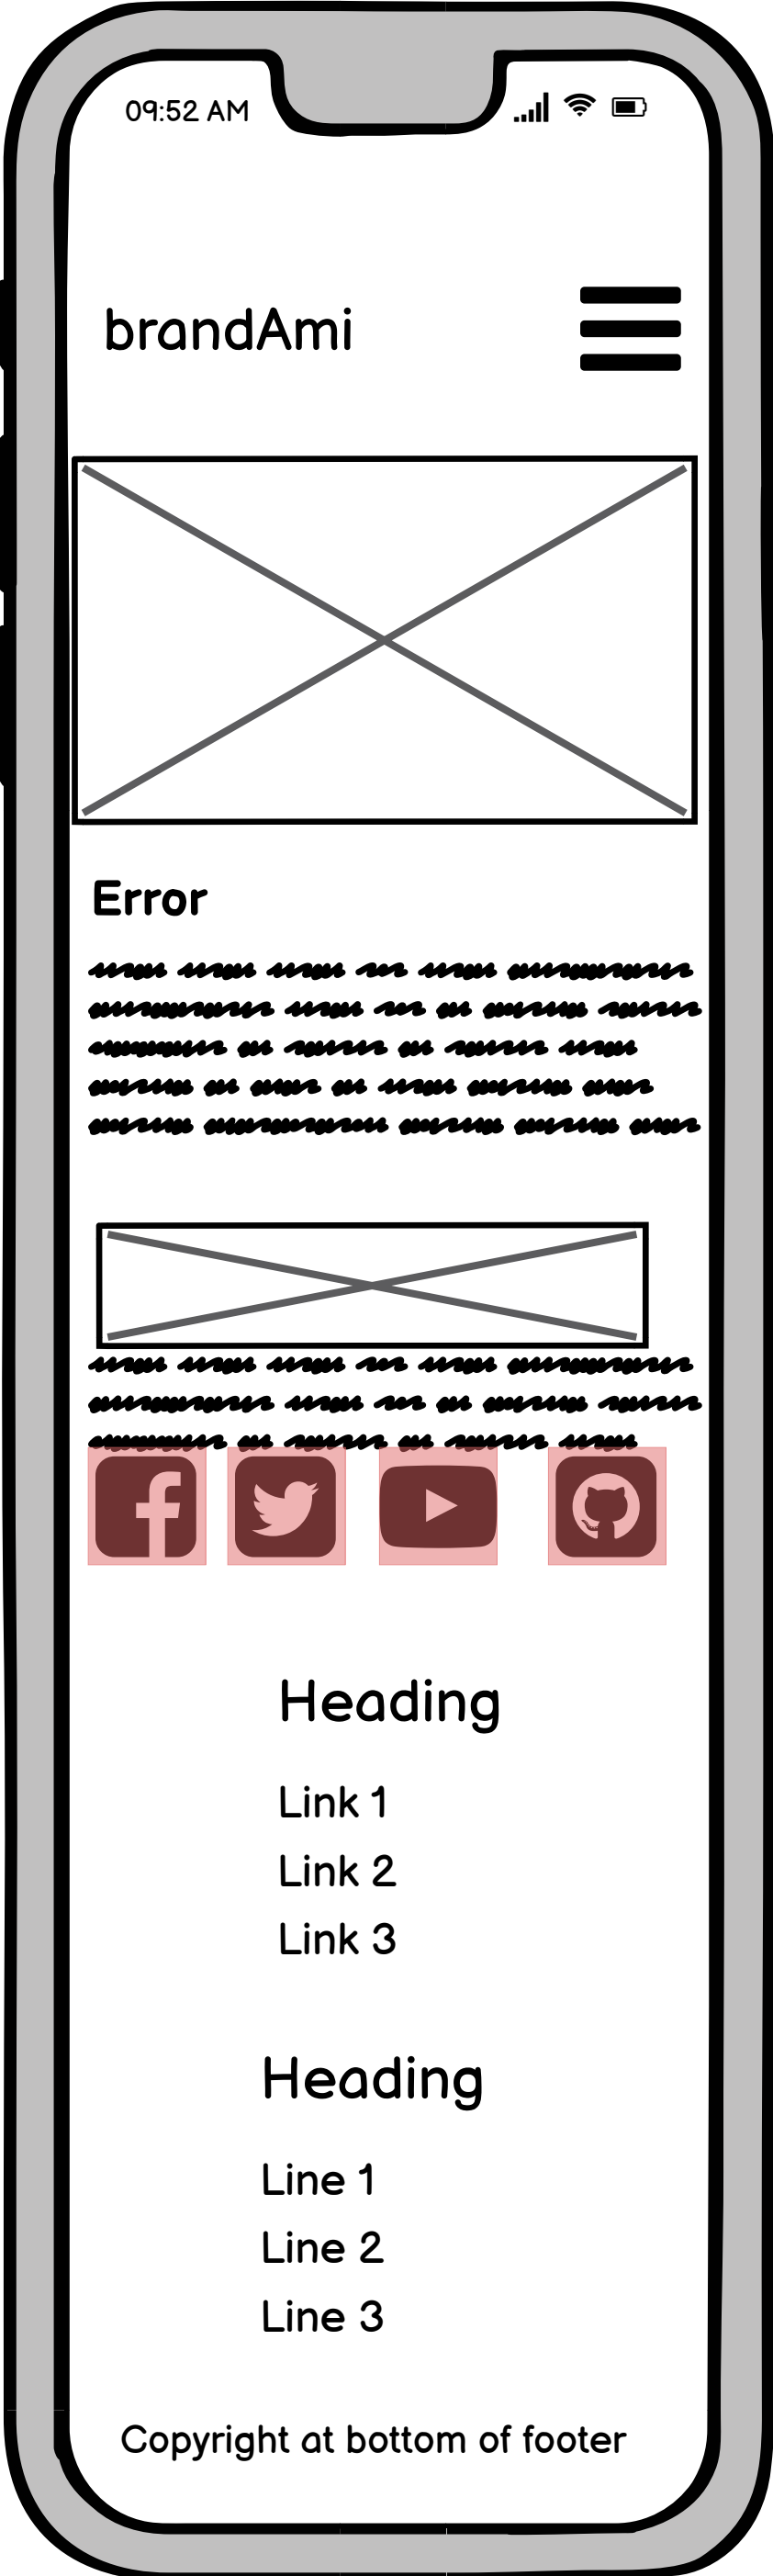 09:52 AM
brandAmi
Error
Heading
Link 1
Link 2
Link 3
Heading
Line 1
Line 2
Line 3
Copyright at bottom of footer